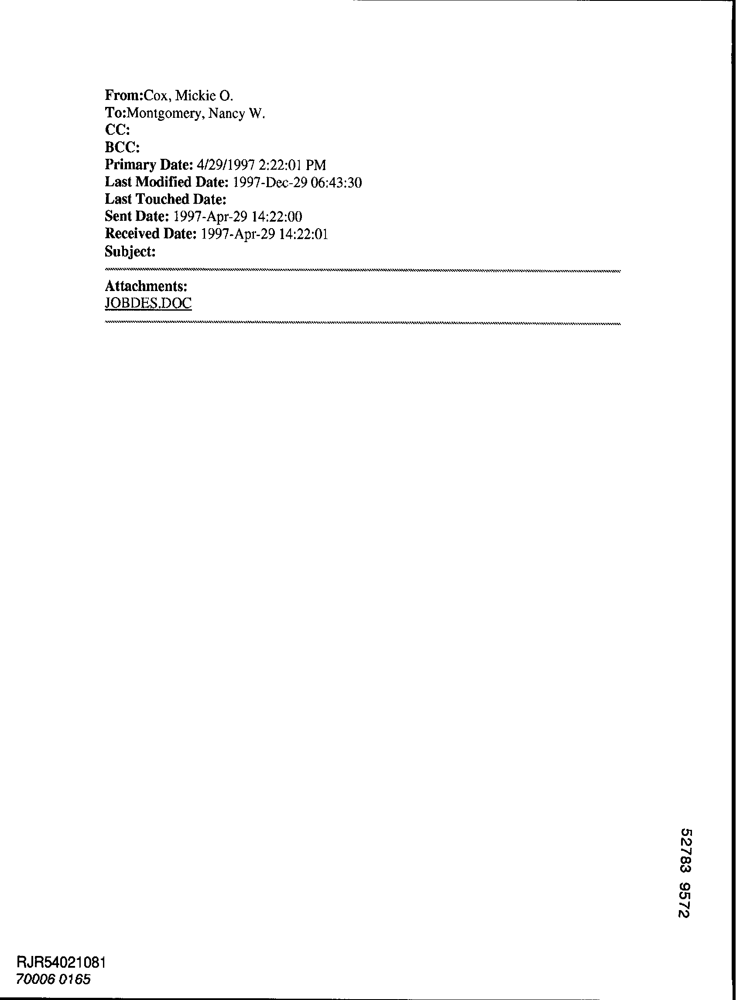 From:Cox, Mickie O.
To:Montgomery, Nancy W.
CC:
BCC:
Primary Date: 4/29/1997 2:22:01 PM
Last Modified Date: 1997-Dec-29 06:43:30
Last Touched Date:
Sent Date: 1997-Apr-29 14:22:00
Received Date: 1997-Apr-29 14:22:01
Subject:
Attachments:
JOBDES.DOC
52783 9572
RJR54021081
70006 0165